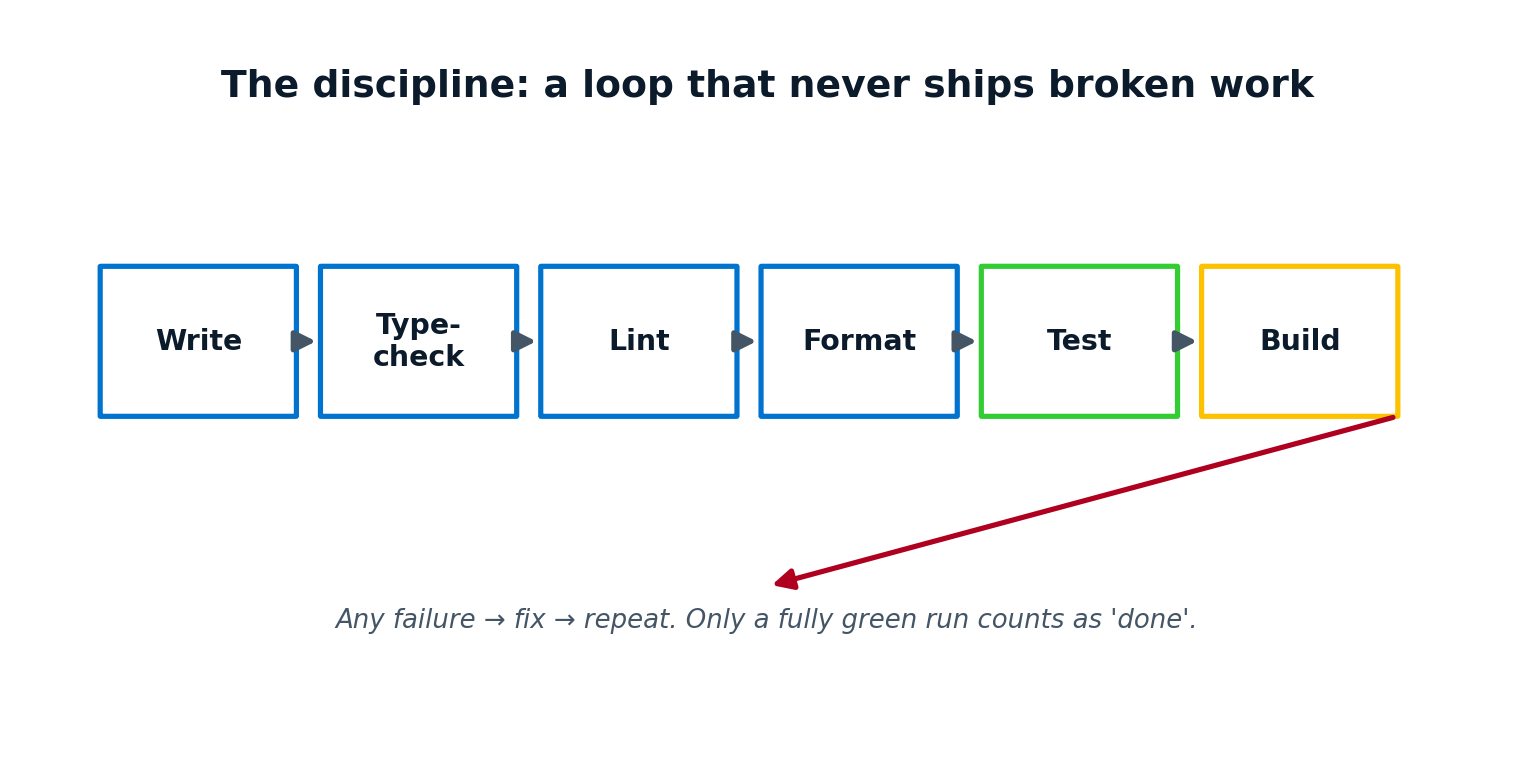 The discipline: a loop that never ships broken work
Write
Type-
check
Lint
Format
Test
Build
Any failure → fix → repeat. Only a fully green run counts as 'done'.